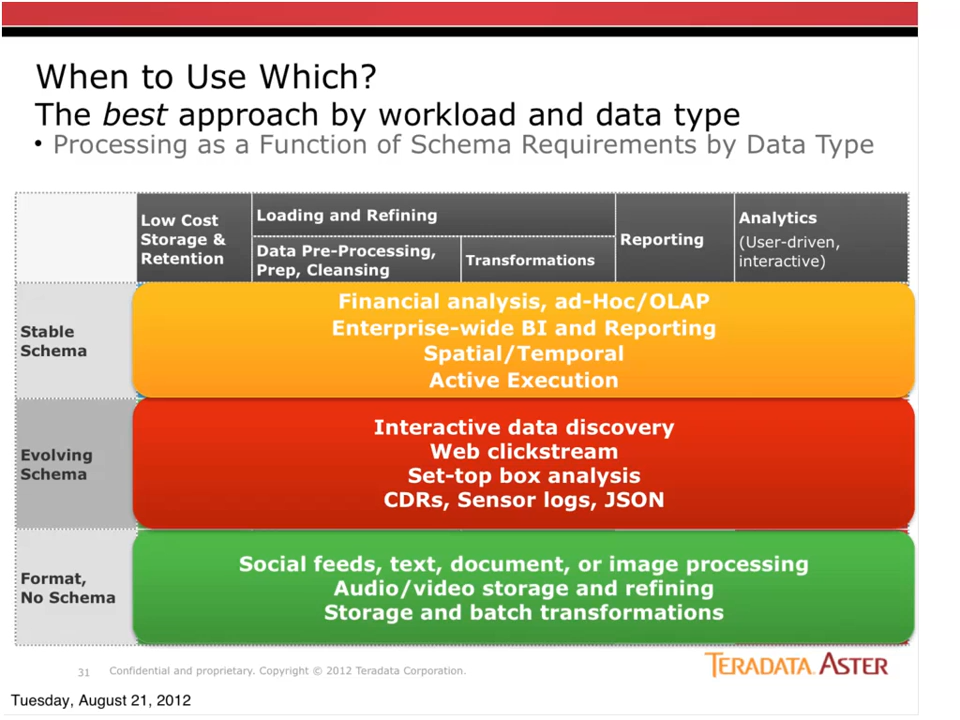 When to Use Which?
The best approach by workload and data type
• Processing as a Function of Schema Requirements by Data Type
Low Cost
Storage &
Retention
Loading and Refining
Data Pre-Processing,
Prep, Cleansing
Transformations
Reporting
Analytics
(User-driven,
interactive)
Stable
Schema
Financial analysis, ad-Hoc/OLAP
Enterprise-wide BI and Reporting
Spatial/Temporal
Active Execution
Evolving
Schema
Interactive data discovery
Web clickstream
Set-top box analysis
CDRs, Sensor logs, JSON
Format,
No Schema
Social feeds, text, document, or image processing
Audio/video storage and refining
Storage and batch transformations
31 Confidential and proprietary. Copyright © 2012 Teradata Corporation.
TERADATA ASTER
Tuesday, August 21, 2012